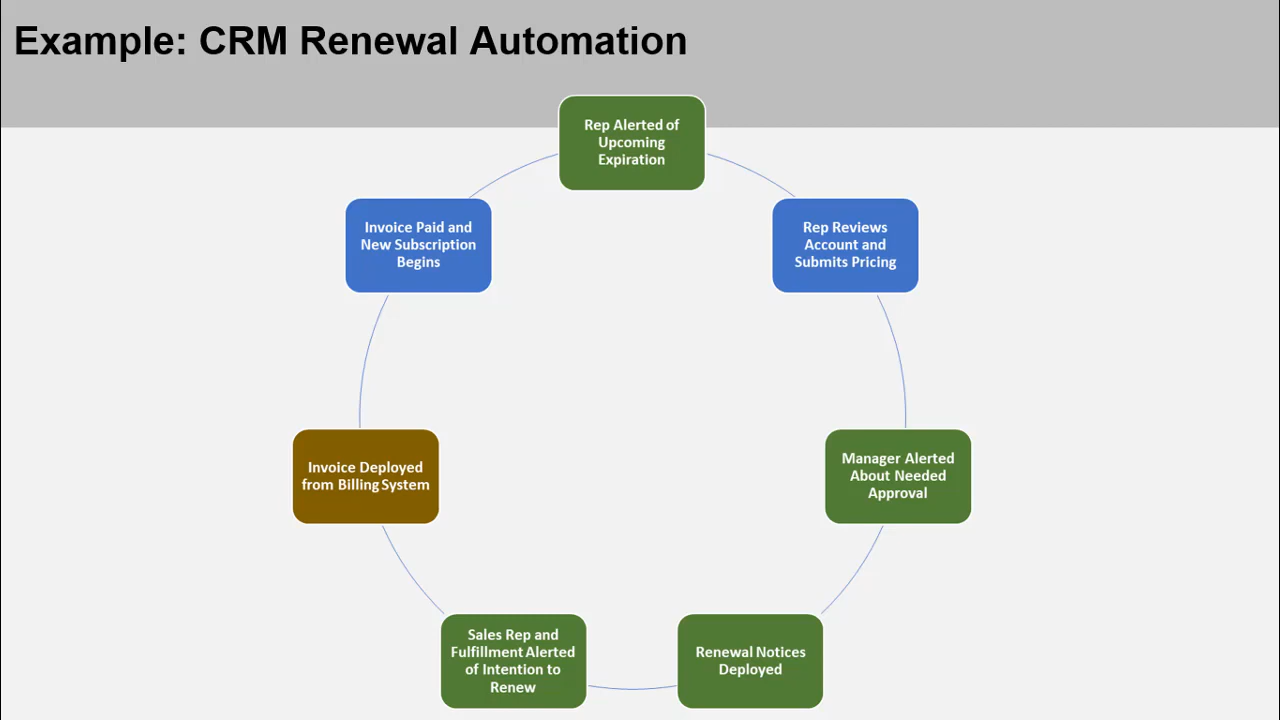 Example: CRM Renewal Automation
Rep Alerted of
Upcoming
Expiration
Rep Reviews
Account and
Submits Pricing
Manager Alerted
About Needed
Approval
Renewal Notices
Deployed
Sales Rep and
Fulfillment Alerted
of Intention to
Renew
Invoice Deployed
from Billing System
Invoice Paid and
New Subscription
Begins